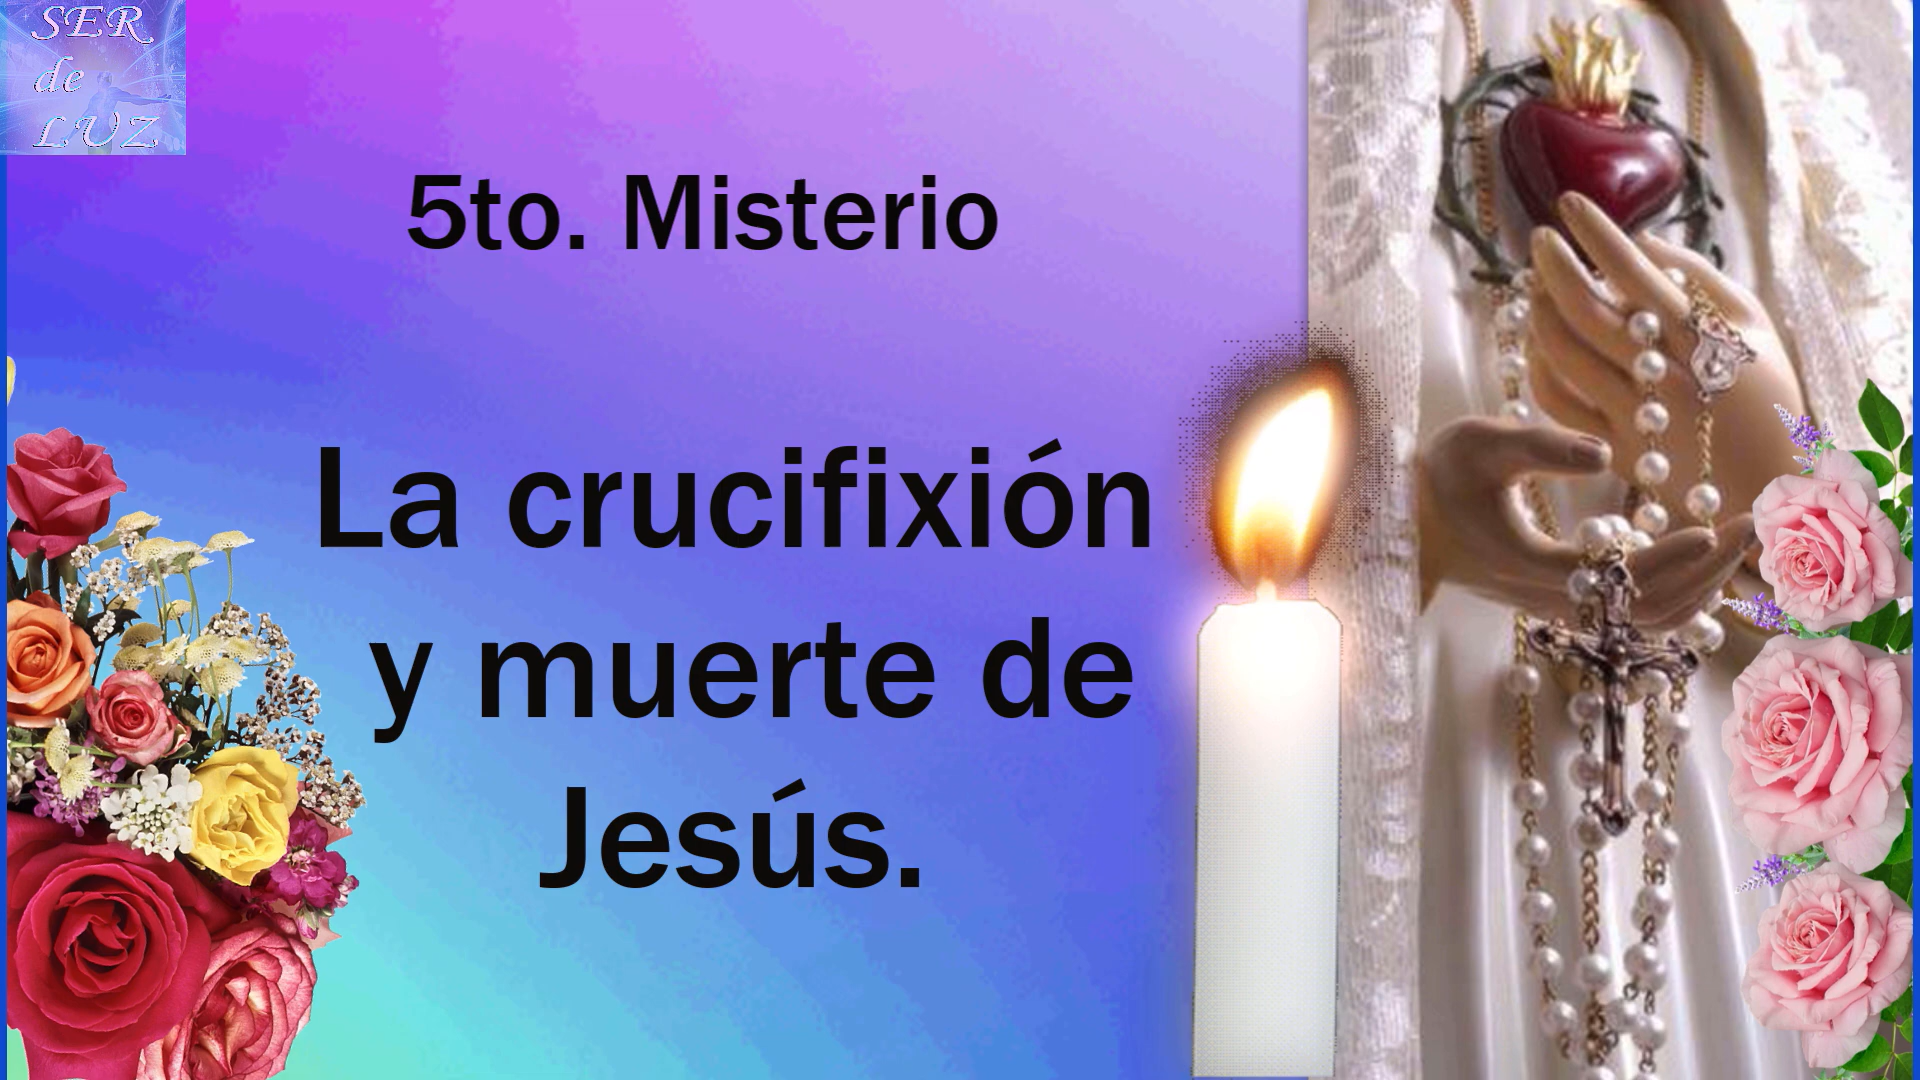 SER
de
LUZ
5to. Misterio
La crucifixión
y muerte de
Jesús.